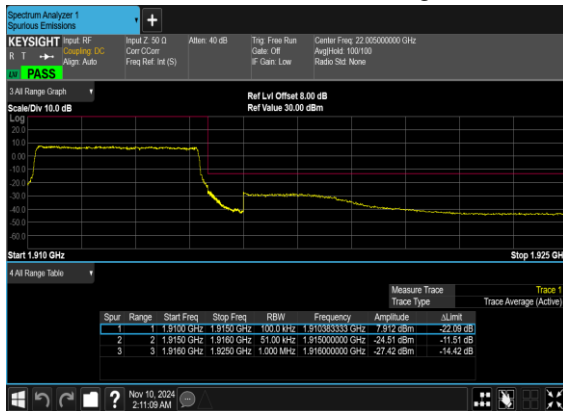 Spectrum Analyzer 1
Spurious Emissions
KEYSIGHT Input: RF Input Z: 50 Ω Atten: 40 dB Trig: Free Run Center Freq: 22.005000000 GHz
R T Coupling: DC Corr CCorr Gate: Off Avg|Hold: 100/100
Align: Auto Freq Ref: Int (S) IF Gain: Low Radio Std: None
PASS
3 All Range Graph
Ref Lvl Offset 8.00 dB
Scale/Div 10.0 dB Ref Value 30.00 dBm
Log
20.0
10.0
0.00
-10.0
-20.0
-30.0
-40.0
-50.0
-60.0
Start 1.910 GHz Stop 1.925 GHz
4 All Range Table
Measure Trace Trace 1
Trace Type Trace Average (Active)
Spur Range Start Freq Stop Freq RBW Frequency Amplitude ΔLimit
1 1 1.9100 GHz 1.9150 GHz 100.0 kHz 1.910383333 GHz 7.912 dBm -22.09 dB
2 2 1.9150 GHz 1.9160 GHz 51.00 kHz 1.915000000 GHz -24.51 dBm -11.51 dB
3 3 1.9160 GHz 1.9250 GHz 1.000 MHz 1.916000000 GHz -27.42 dBm -14.42 dB
Nov 10, 2024
2:11:09 AM